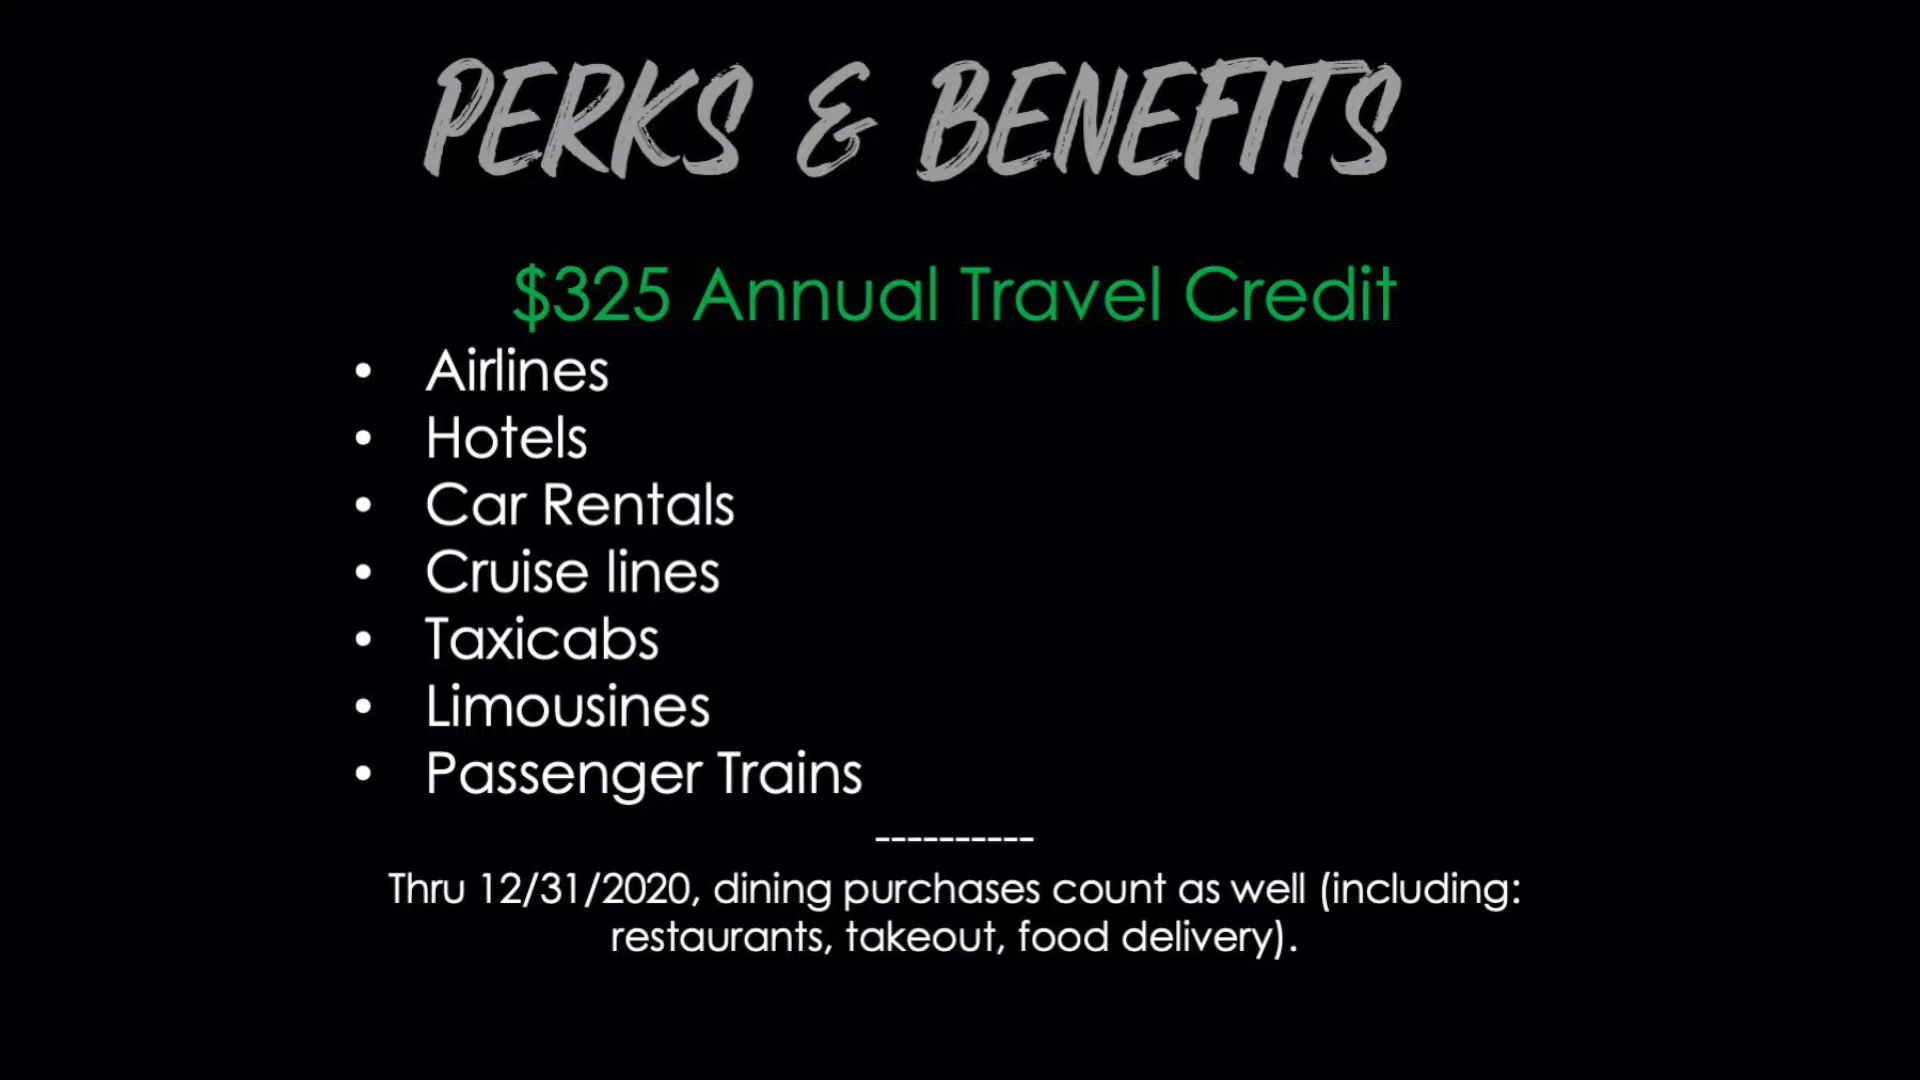 PERKS & BENEFITS
$325 Annual Travel Credit
• Airlines
• Hotels
• Car Rentals
• Cruise lines
• Taxicabs
• Limousines
• Passenger Trains
----------
Thru 12/31/2020, dining purchases count as well (including:
restaurants, takeout, food delivery).